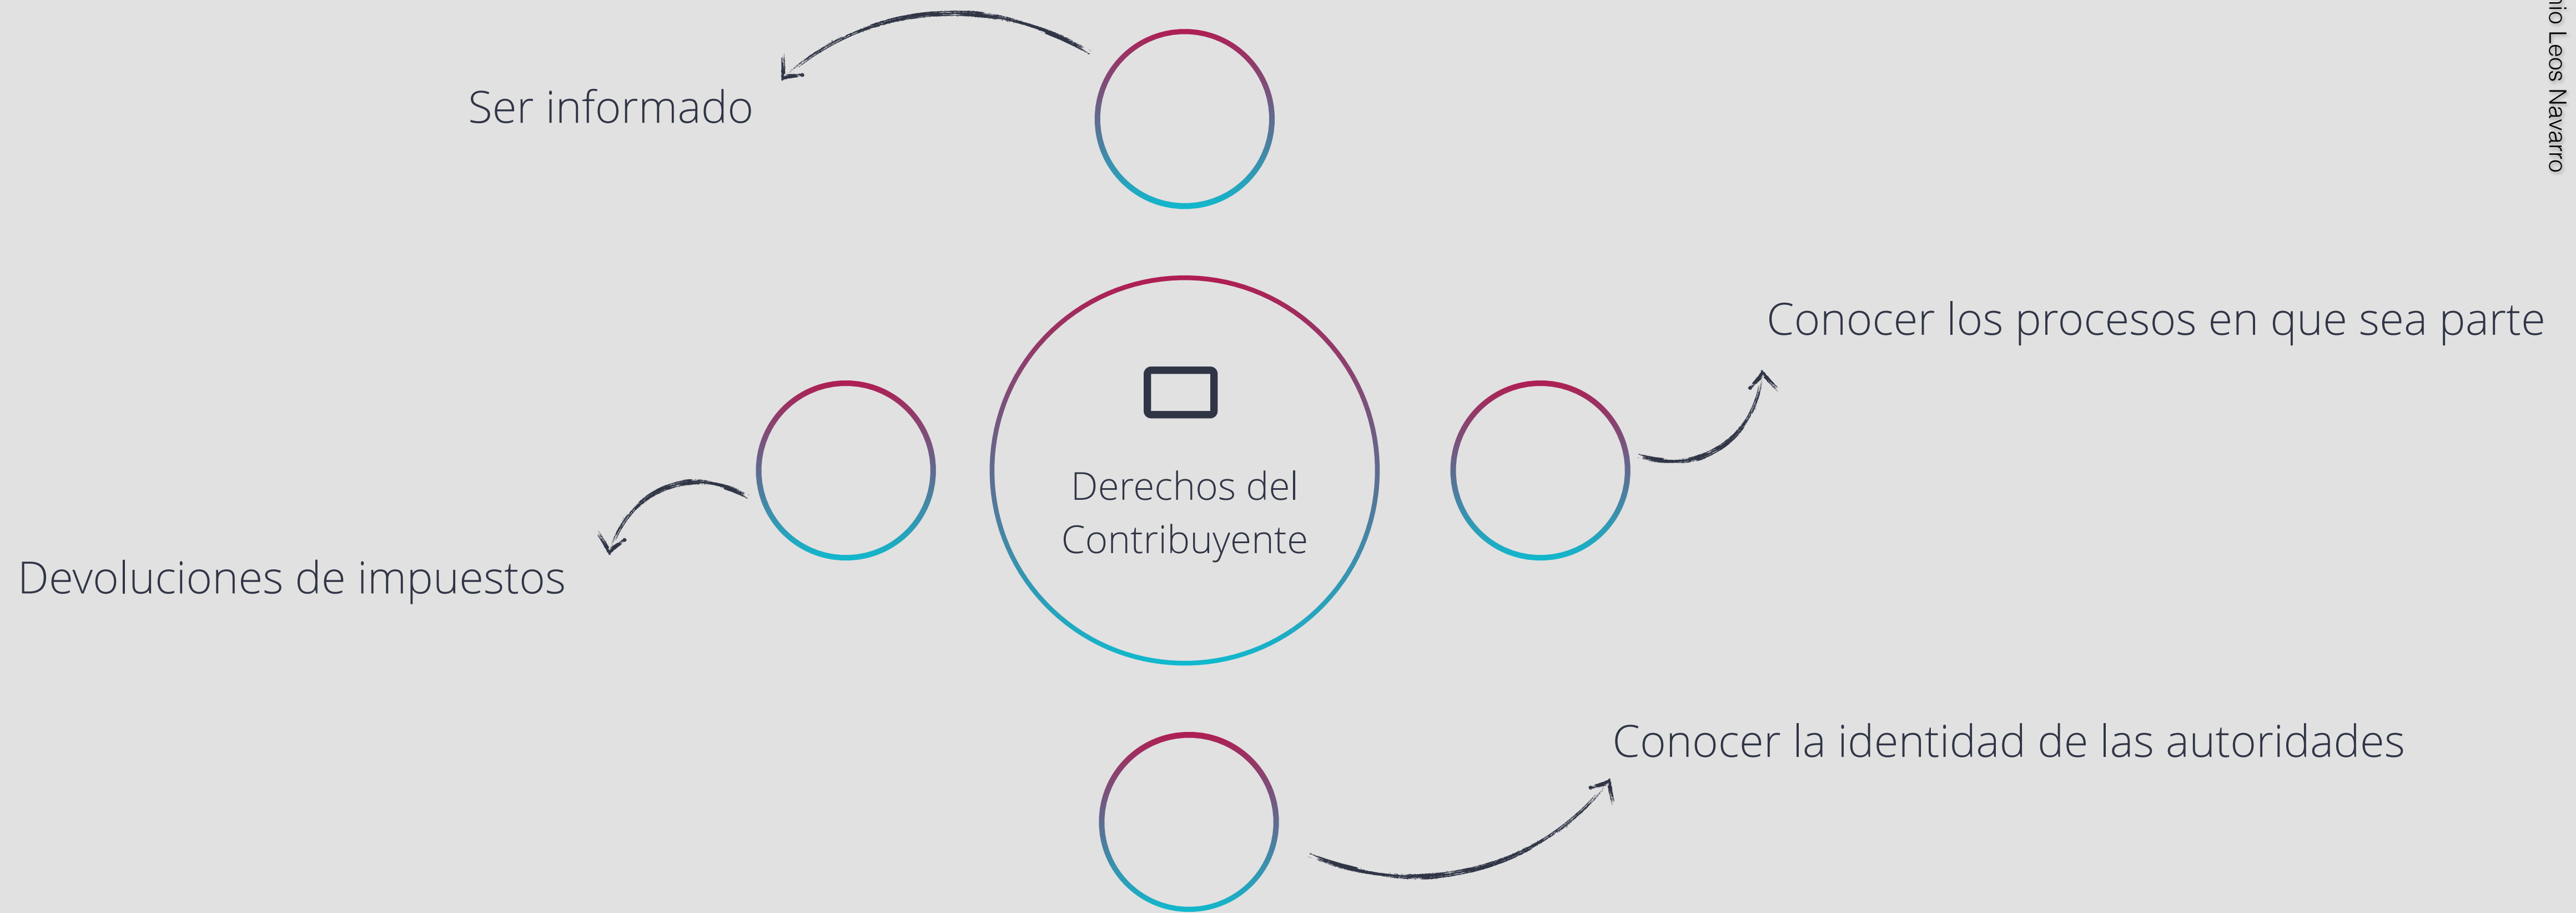 Ser informado
Conocer los procesos en que sea parte
Derechos del
Contribuyente
Devoluciones de impuestos
Conocer la identidad de las autoridades
Leos Navarro